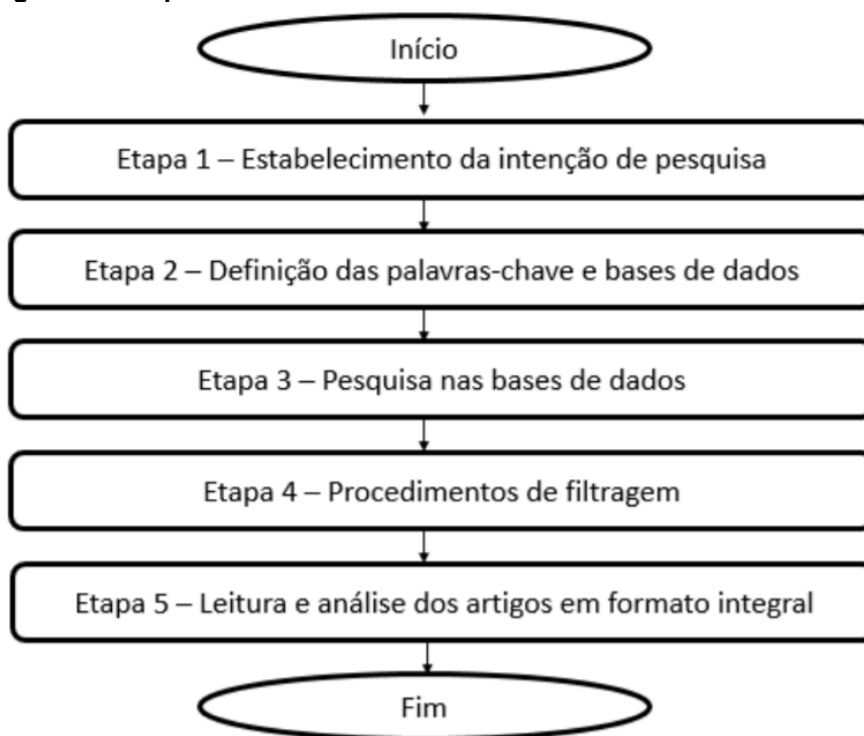 Início
Etapa 1 – Estabelecimento da intenção de pesquisa
Etapa 2 – Definição das palavras-chave e bases de dados
Etapa 3 – Pesquisa nas bases de dados
Etapa 4 – Procedimentos de filtragem
Etapa 5 – Leitura e análise dos artigos em formato integral
Fim